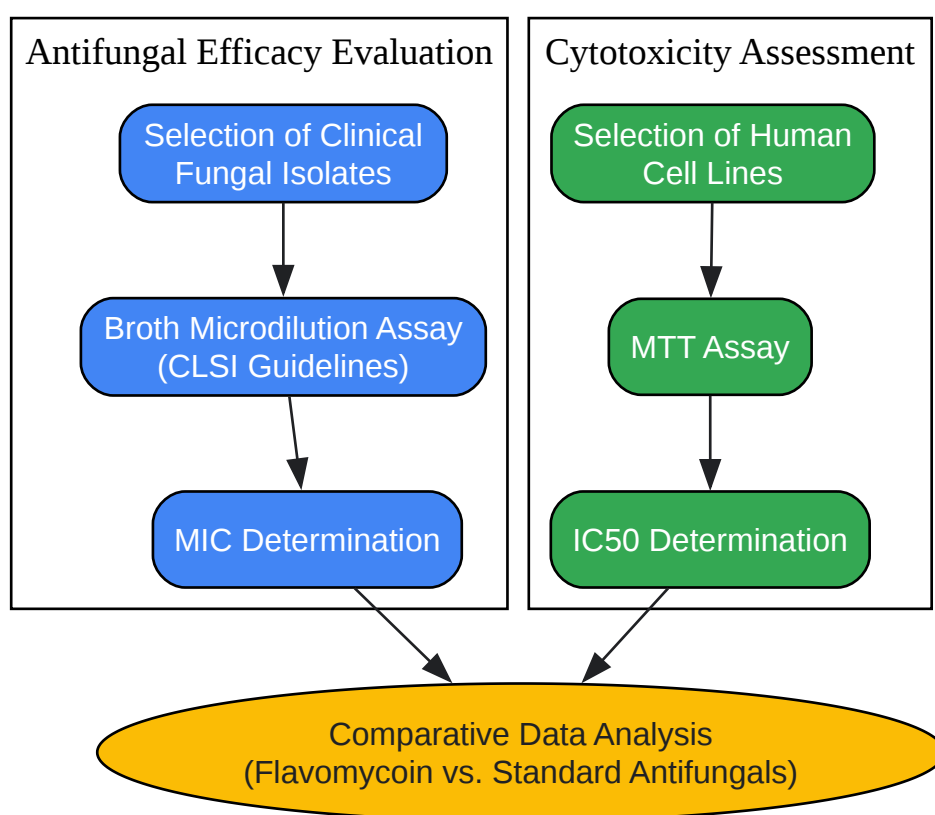 Antifungal Efficacy Evaluation
Selection of Clinical
Fungal Isolates
Broth Microdilution Assay
(CLSI Guidelines)
MIC Determination
Cytotoxicity Assessment
Selection of Human
Cell Lines
MTT Assay
IC50 Determination
Comparative Data Analysis
(Flavomycoin vs. Standard Antifungals)